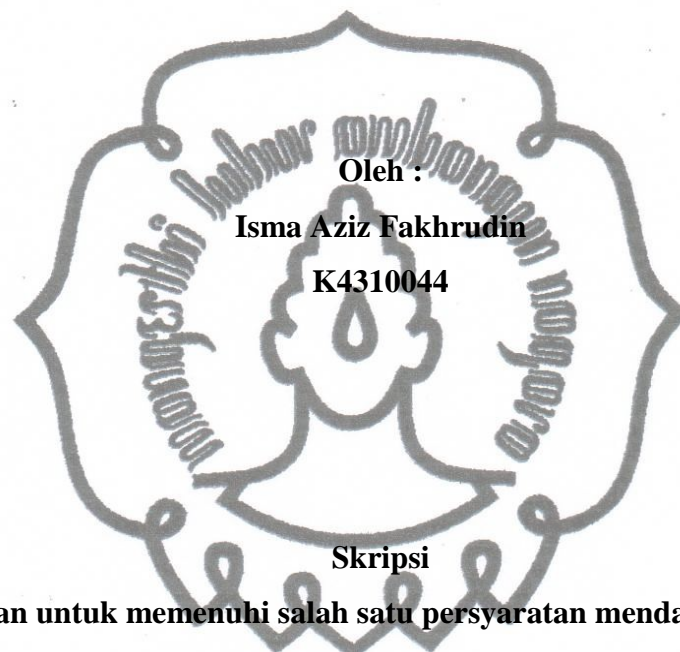 Oleh :
Isma Aziz Fakhrudin
K4310044
Skripsi
an untuk memenuhi salah satu persyaratan menda